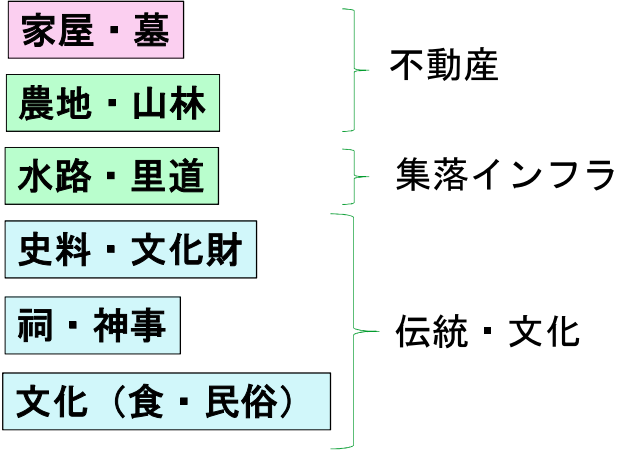 家屋・墓
農地・山林
不動産
水路・里道
集落インフラ
史料・文化財
祠・神事
文化（食・民俗）
伝統・文化